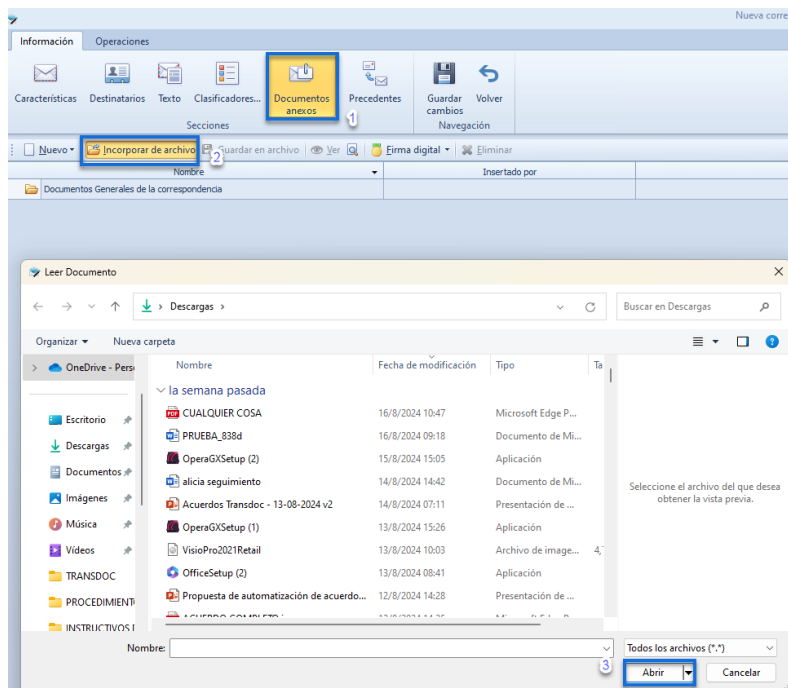 Nueva corre
Información Operaciones
Características Destinatarios Texto Clasificadores... Documentos anexos Precedentes Guardar cambios Volver
1
Secciones Navegación
Nuevo Incorporar de archivo Guardar en archivo Ver Firma digital Eliminar
2
Nombre Insertado por
Documentos Generales de la correspondencia
Leer Documento
Descargas Buscar en Descargas
Organizar Nueva carpeta
OneDrive - Pers Nombre Fecha de modificación Tipo Ta
la semana pasada
CUALQUIER COSA 16/8/2024 10:47 Microsoft Edge P...
Escritorio PRUEBA_838d 16/8/2024 09:18 Documento de Mi...
Descargas OperaGXSetup (2) 15/8/2024 15:05 Aplicación
Documentos alicia seguimiento 14/8/2024 14:42 Documento de Mi...
Seleccione el archivo del que desea
obtener la vista previa.
Imágenes Acuerdos Transdoc - 13-08-2024 v2 14/8/2024 07:11 Presentación de ...
Música OperaGXSetup (1) 13/8/2024 15:26 Aplicación
Vídeos VisioPro2021Retail 13/8/2024 10:03 Archivo de image... 4,
TRANSDOC OfficeSetup (2) 13/8/2024 08:41 Aplicación
PROCEDIMIENT Propuesta de automatización de acuerdo... 12/8/2024 14:28 Presentación de ...
INSTRUCTIVOS
Nombre: Todos los archivos (*.*)
3
Abrir Cancelar